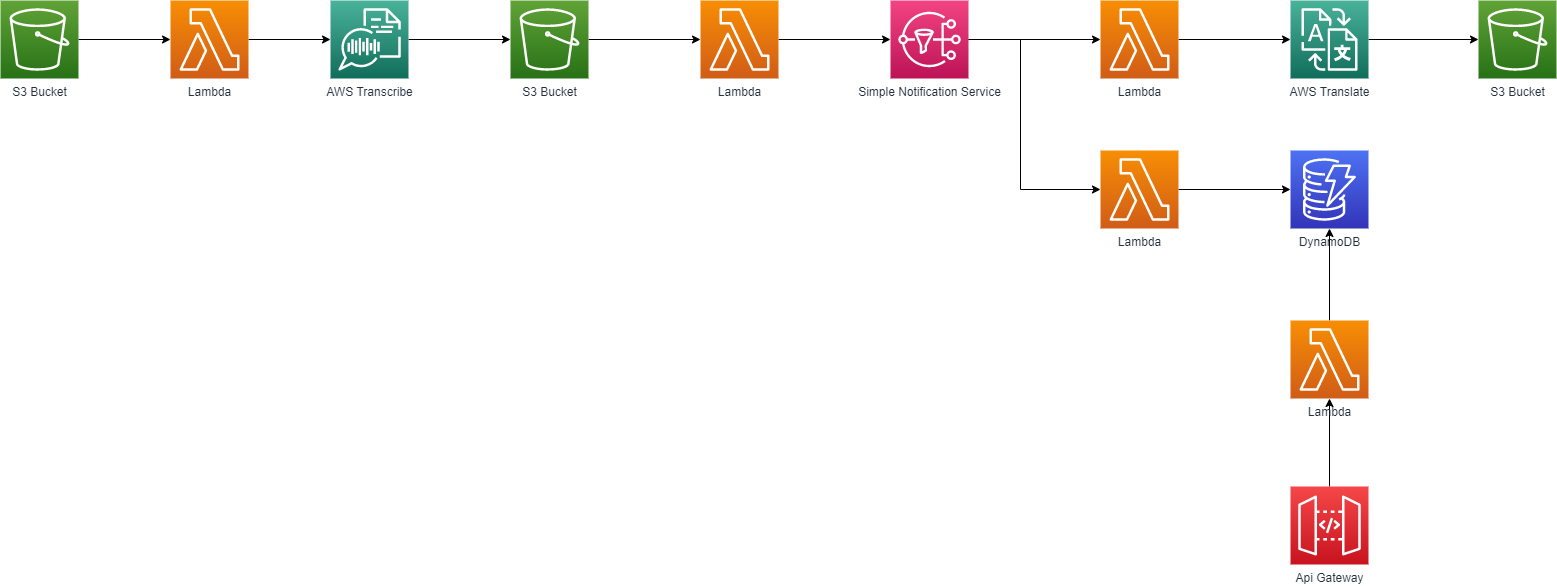 S3 Bucket
Lambda
AWS Transcribe
S3 Bucket
Lambda
Simple Notification Service
Lambda
AWS Translate
S3 Bucket
A
文
Lambda
DynamoDB
Lambda
</>
Api Gateway